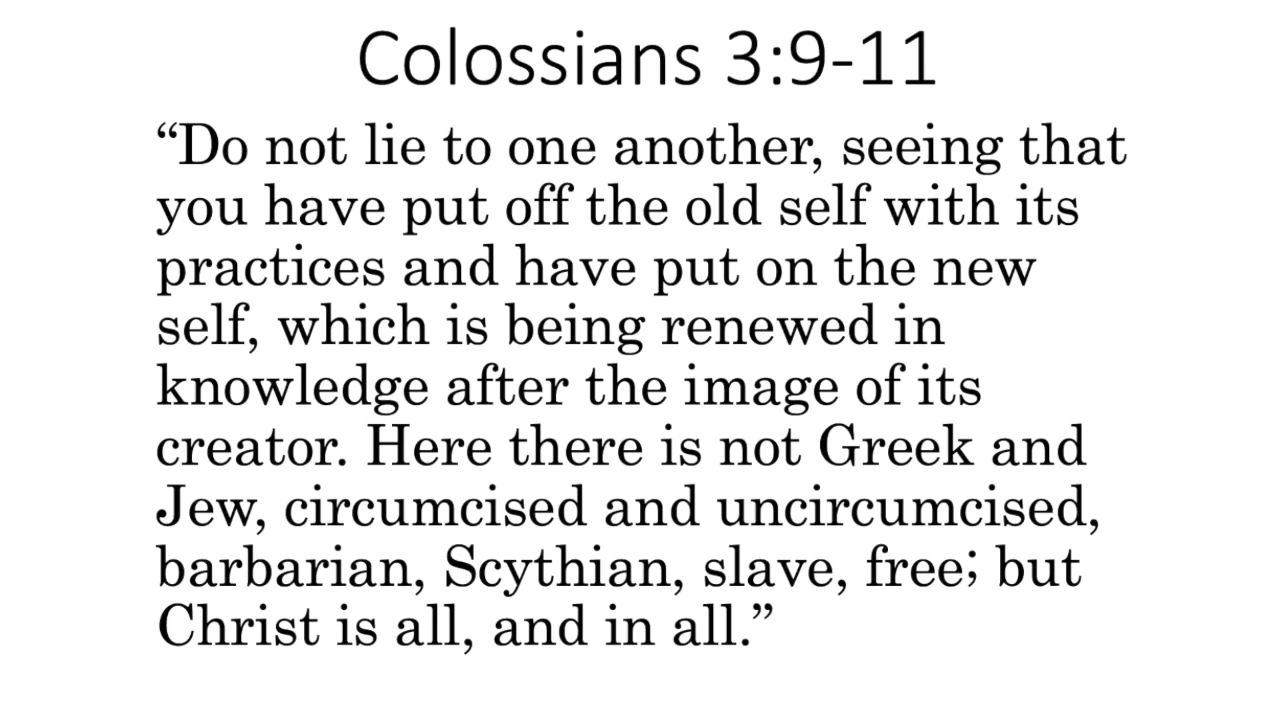 Colossians 3:9-11
“Do not lie to one another, seeing that
you have put off the old self with its
practices and have put on the new
self, which is being renewed in
knowledge after the image of its
creator. Here there is not Greek and
Jew, circumcised and uncircumcised,
barbarian, Scythian, slave, free; but
Christ is all, and in all.”